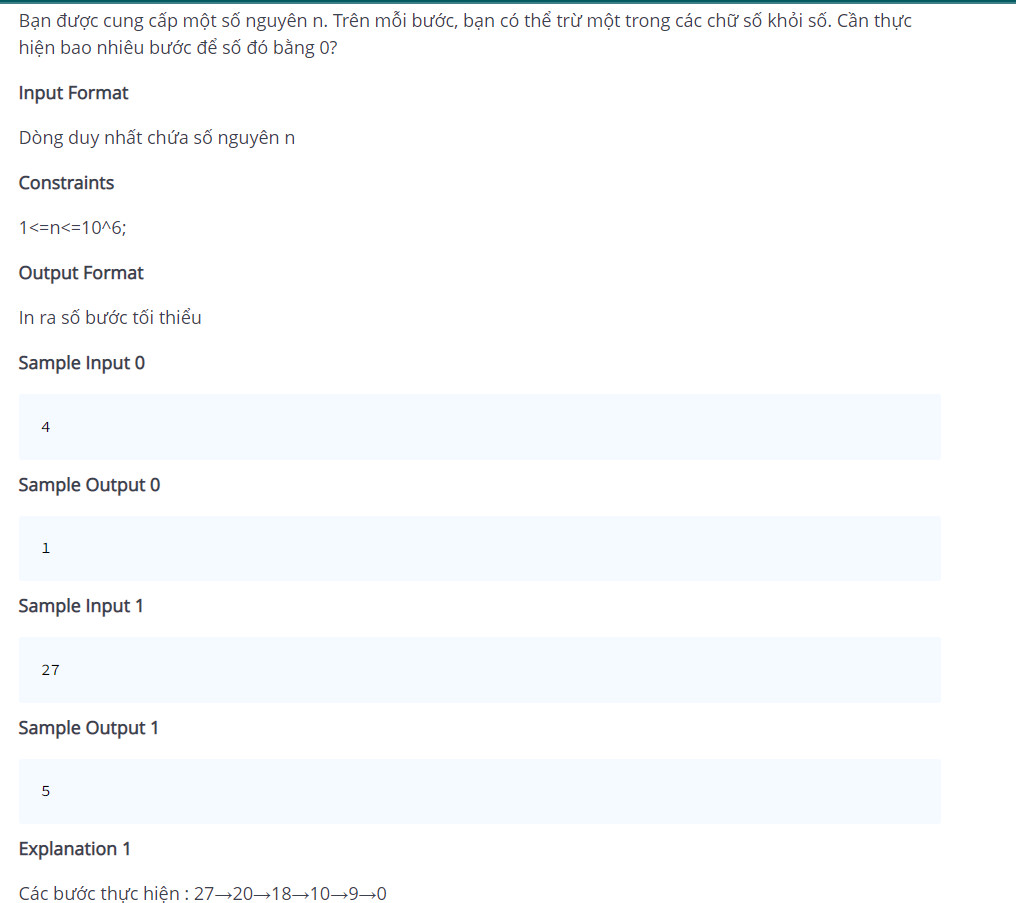 Bạn được cung cấp một số nguyên n. Trên mỗi bước, bạn có thể trừ một trong các chữ số khỏi số. Cần thực
hiện bao nhiêu bước để số đó bằng 0?
Input Format
Dòng duy nhất chứa số nguyên n
Constraints
1<=n<=10^6;
Output Format
In ra số bước tối thiểu
Sample Input 0
4
Sample Output 0
1
Sample Input 1
27
Sample Output 1
5
Explanation 1
Các bước thực hiện : 27→20→18→10→9→0